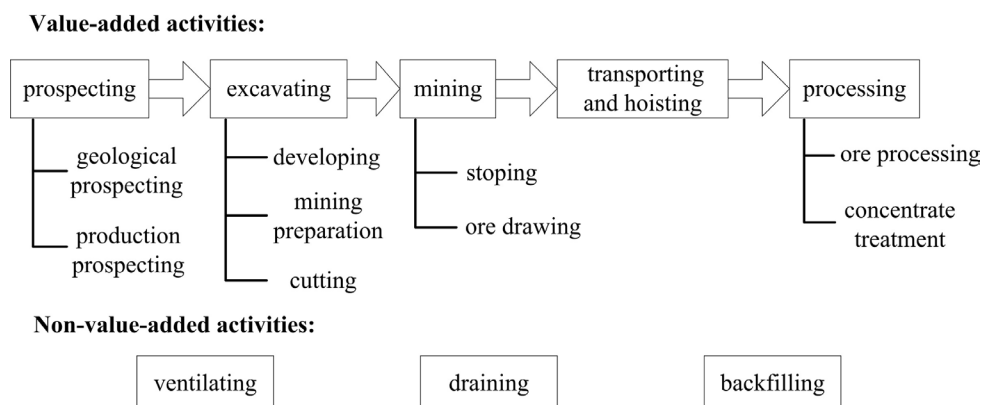 Value-added activities:
prospecting
excavating
mining
transporting
and hoisting
processing
geological
prospecting
production
prospecting
developing
mining
preparation
cutting
stoping
ore drawing
ore processing
concentrate
treatment
Non-value-added activities:
ventilating
draining
backfilling